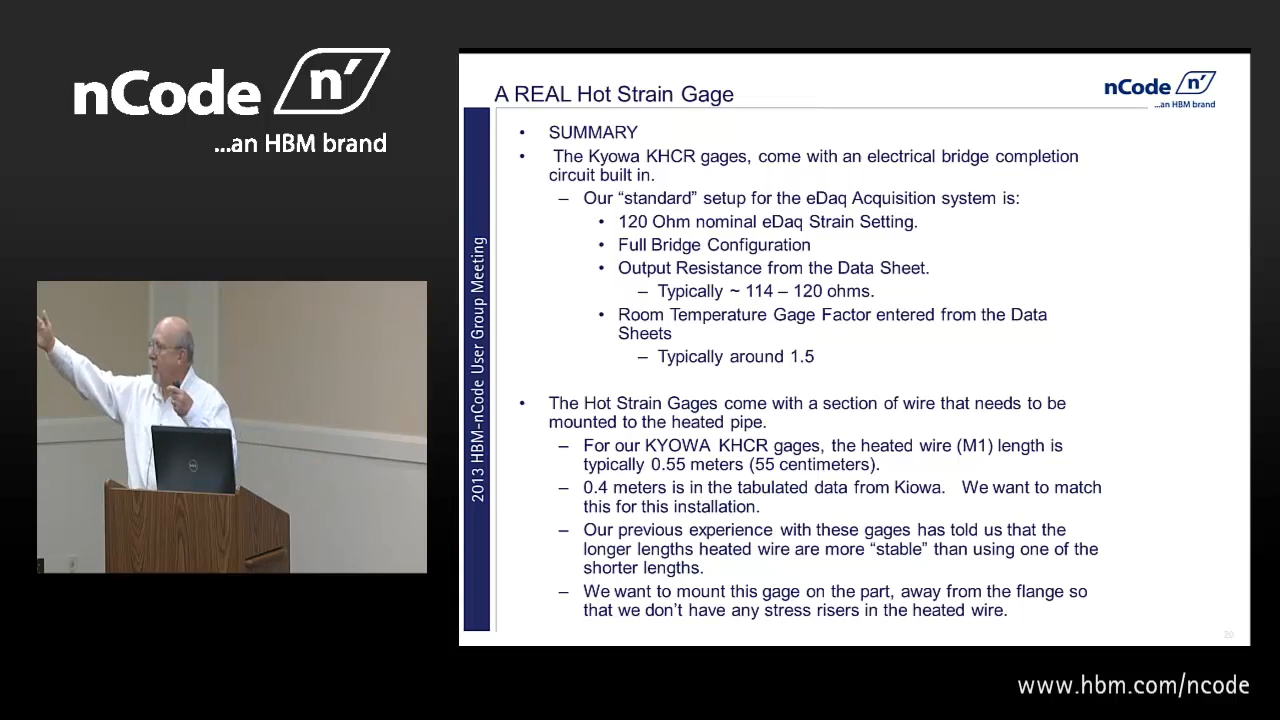 nCode n'
...an HBM brand
A REAL Hot Strain Gage
nCode n'
...an HBM brand
2013 HBM-nCode User Group Meeting
• SUMMARY
• The Kyowa KHCR gages, come with an electrical bridge completion
circuit built in.
– Our “standard” setup for the eDaq Acquisition system is:
• 120 Ohm nominal eDaq Strain Setting.
• Full Bridge Configuration
• Output Resistance from the Data Sheet.
– Typically ~ 114 – 120 ohms.
• Room Temperature Gage Factor entered from the Data
Sheets
– Typically around 1.5
• The Hot Strain Gages come with a section of wire that needs to be
mounted to the heated pipe.
– For our KYOWA KHCR gages, the heated wire (M1) length is
typically 0.55 meters (55 centimeters).
– 0.4 meters is in the tabulated data from Kiowa. We want to match
this for this installation.
– Our previous experience with these gages has told us that the
longer lengths heated wire are more “stable” than using one of the
shorter lengths.
– We want to mount this gage on the part, away from the flange so
that we don’t have any stress risers in the heated wire.
20
www.hbm.com/ncode